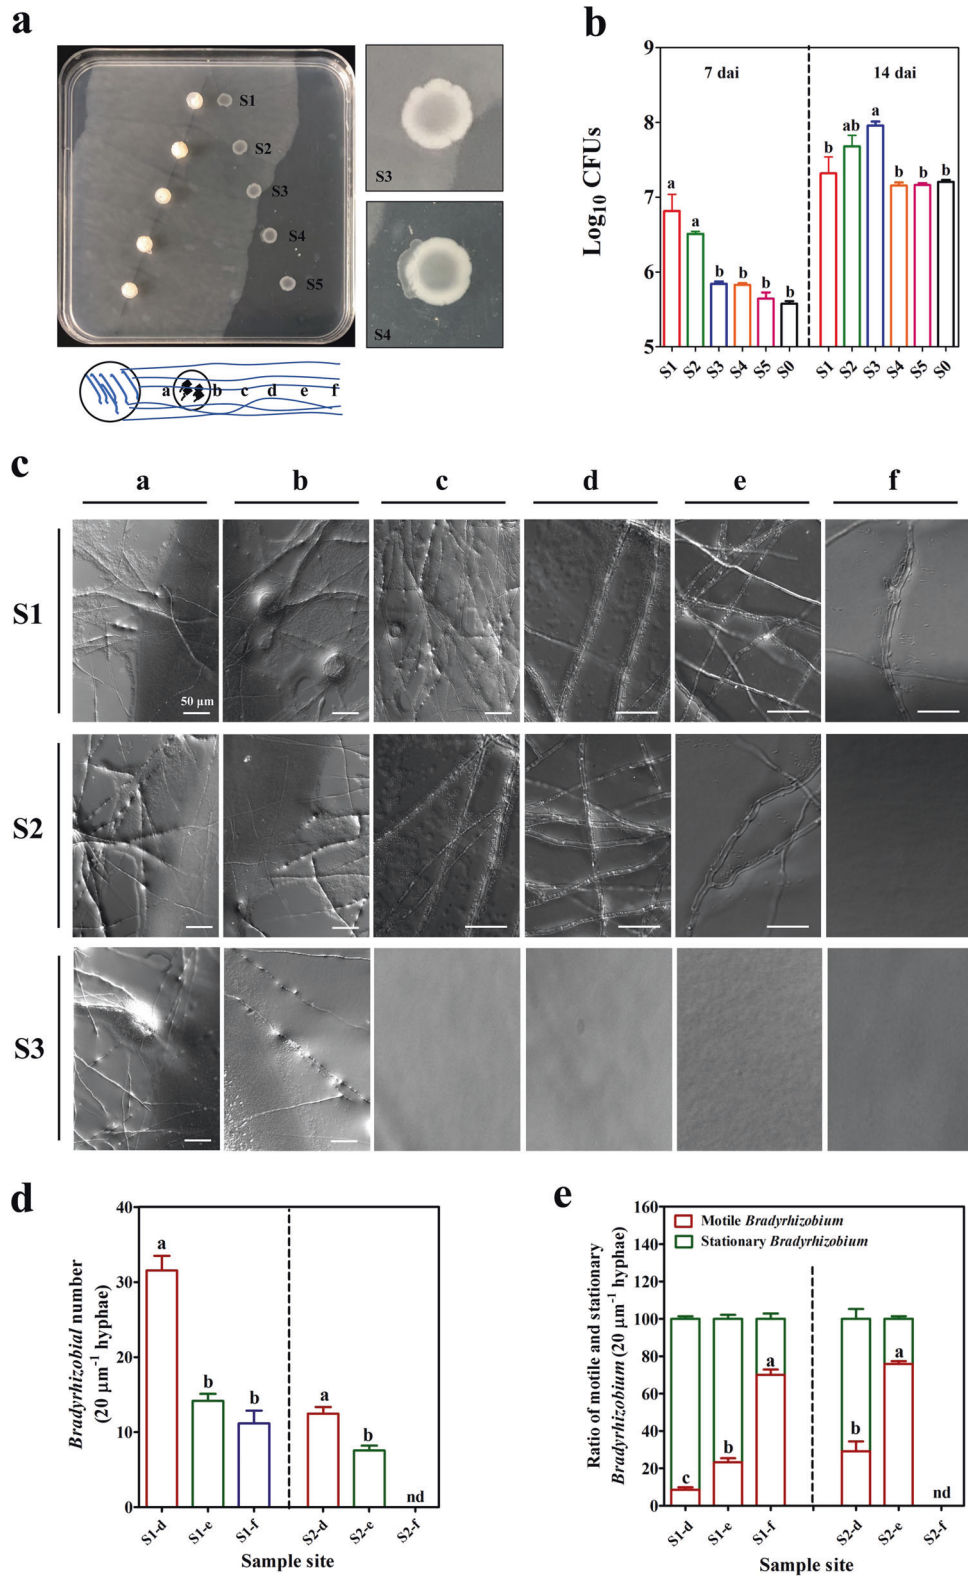 a
S1
S2
S3
S4
S5
S3
S4
a b c d e f
b
Log10 CFUs
9
8
7
6
5
7 dai
14 dai
a
a
b
b
b
b
b
ab
a
b
b
b
S1
S2
S3
S4
S5
S0
S1
S2
S3
S4
S5
S0
c
a b c d e f
S1
50 µm
S2
S3
d
Bradyrhizobial number
(20 µm⁻¹ hyphae)
40
30
20
10
0
a
b
b
a
b
nd
S1-d
S1-e
S1-f
S2-d
S2-e
S2-f
Sample site
e
Ratio of motile and stationary
Bradyrhizobium (20 µm⁻¹ hyphae)
160
140
120
100
80
60
40
20
0
Motile Bradyrhizobium
Stationary Bradyrhizobium
c
b
a
b
a
nd
S1-d
S1-e
S1-f
S2-d
S2-e
S2-f
Sample site